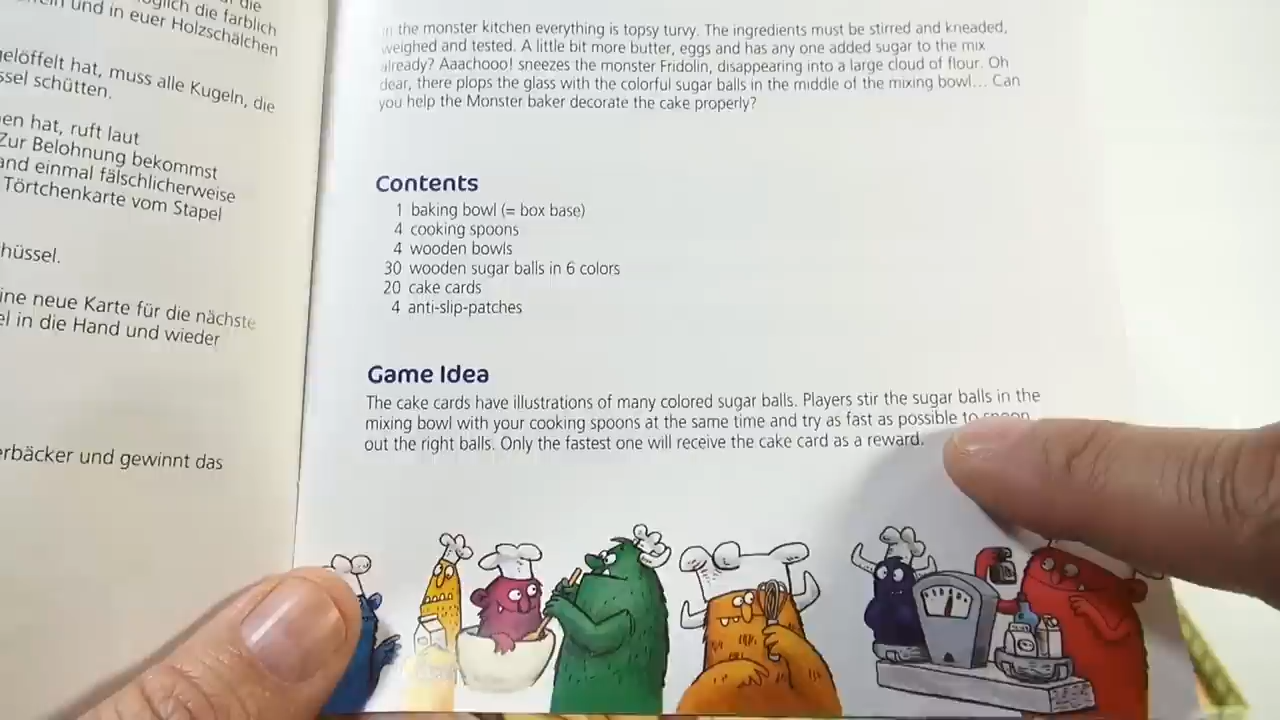 die
öglich die farblich
und in euer Holzschälchen
gelöffelt hat, muss alle Kugeln, die
ssel schütten.
en hat, ruft laut
Zur Belohnung bekommst
and einmal fälschlicherweise
Törtchenkarte vom Stapel
hüssel.
ine neue Karte für die nächste
el in die Hand und wieder
erbäcker und gewinnt das
in the monster kitchen everything is topsy turvy. The ingredients must be stirred and kneaded,
weighed and tested. A little bit more butter, eggs and has any one added sugar to the mix
already? Aaachooo! sneezes the monster Fridolin, disappearing into a large cloud of flour. Oh
dear, there plops the glass with the colorful sugar balls in the middle of the mixing bowl... Can
you help the Monster baker decorate the cake properly?
Contents
1 baking bowl (= box base)
4 cooking spoons
4 wooden bowls
30 wooden sugar balls in 6 colors
20 cake cards
4 anti-slip-patches
Game Idea
The cake cards have illustrations of many colored sugar balls. Players stir the sugar balls in the
mixing bowl with your cooking spoons at the same time and try as fast as possible to spoon
out the right balls. Only the fastest one will receive the cake card as a reward.